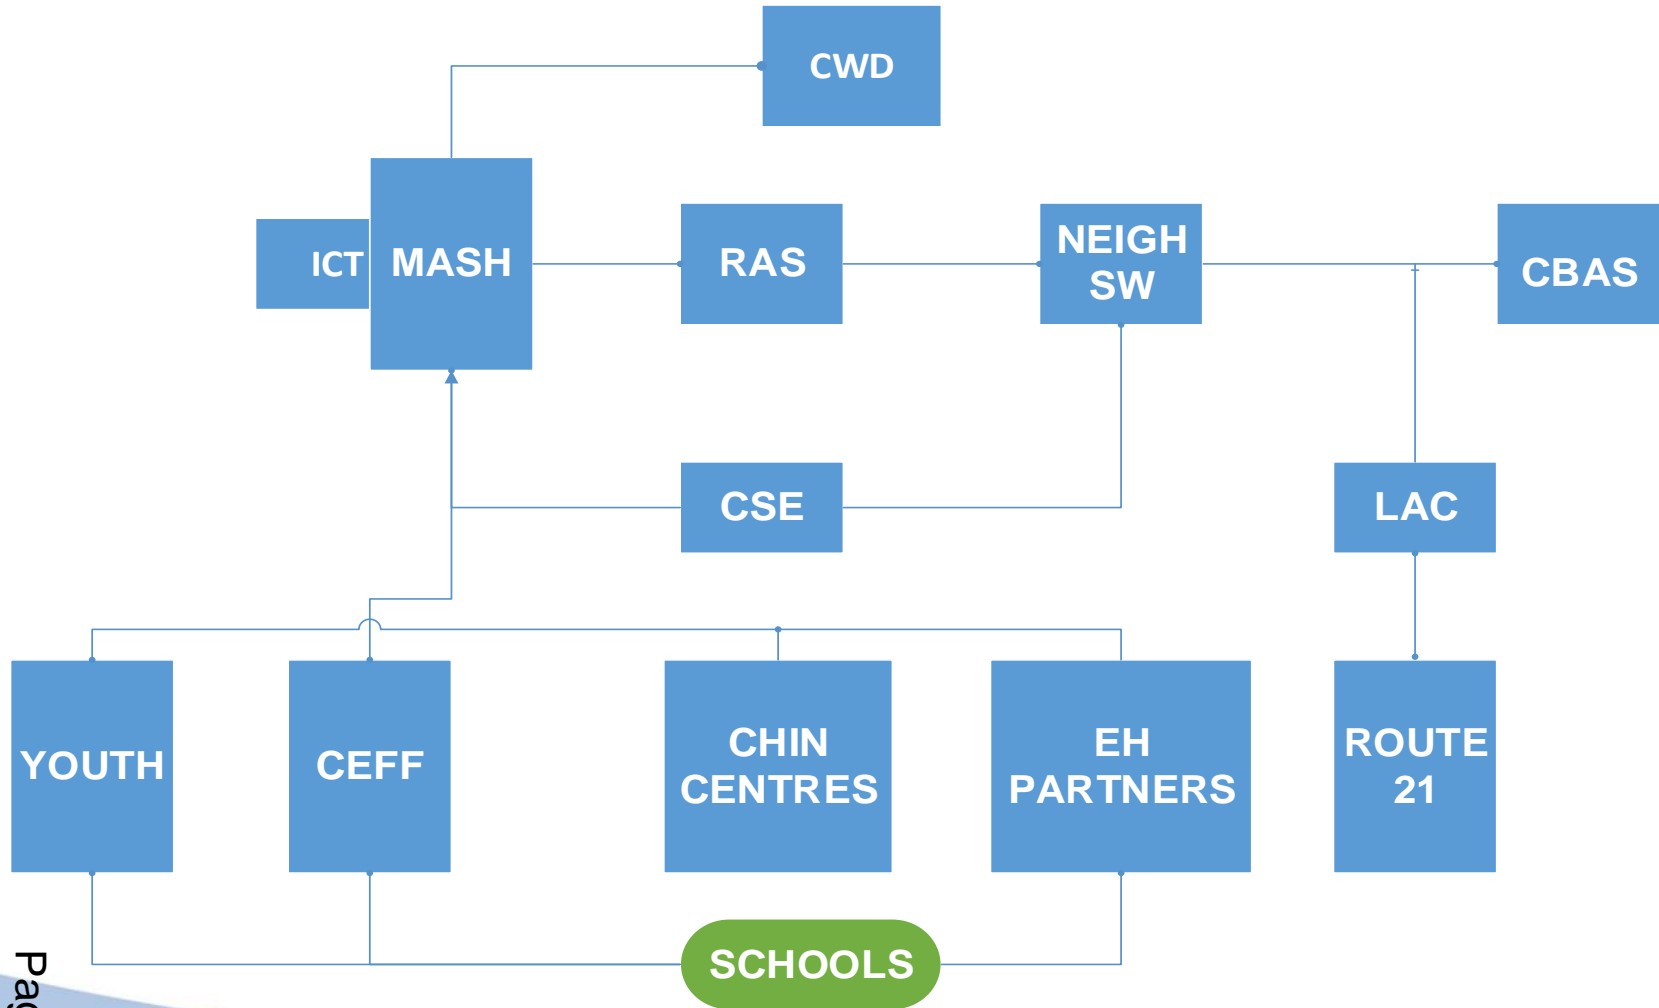 CWD
ICT
MASH
RAS
NEIGH
SW
CBAS
CSE
LAC
YOUTH
CEFF
CHIN
CENTRES
EH
PARTNERS
ROUTE
21
SCHOOLS